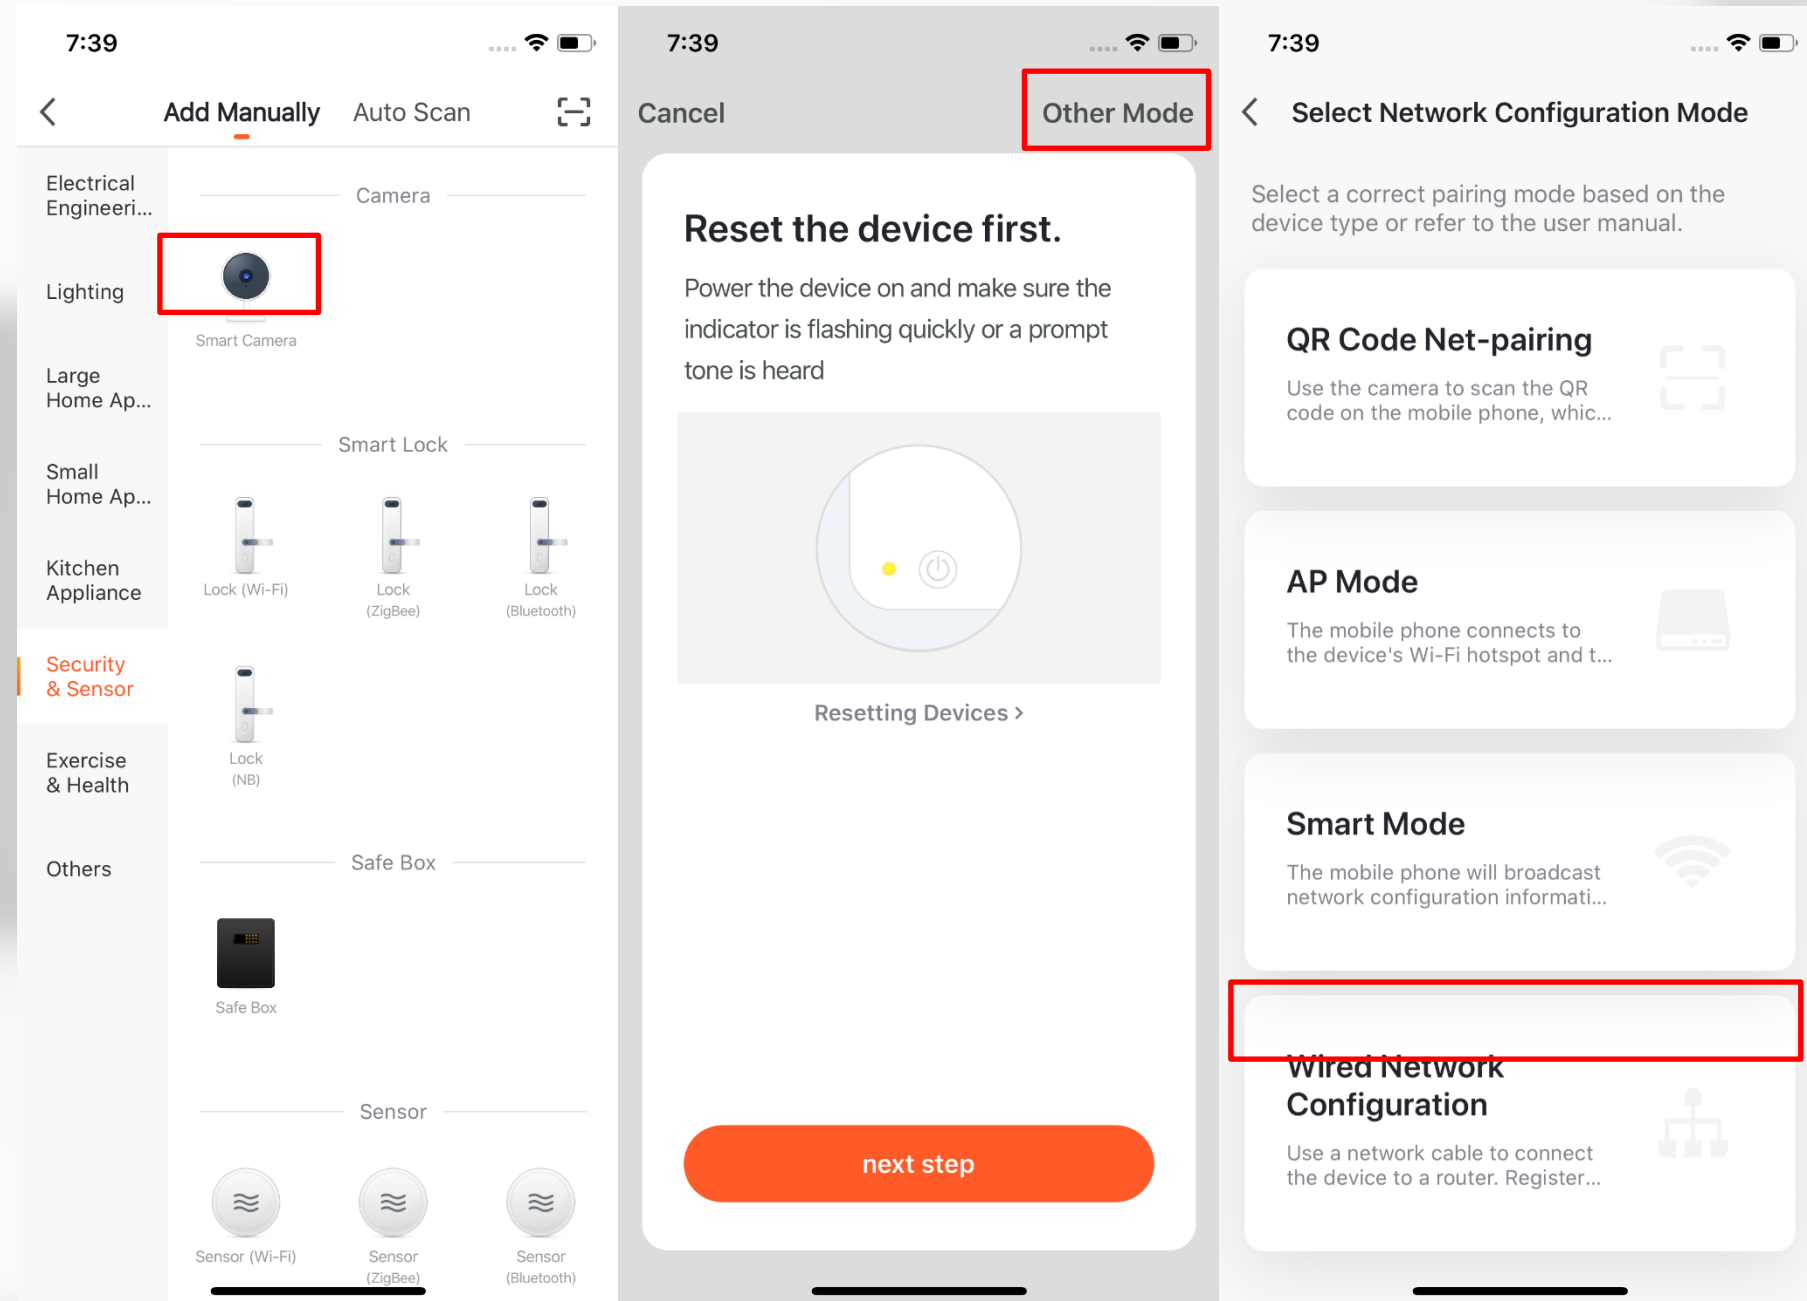 7:39
Add Manually Auto Scan
Electrical
Engineeri...
Lighting
Large
Home Ap...
Small
Home Ap...
Kitchen
Appliance
Security
& Sensor
Exercise
& Health
Others
Camera
Smart Camera
Smart Lock
Lock (Wi-Fi)
Lock
(ZigBee)
Lock
(Bluetooth)
Lock
(NB)
Safe Box
Safe Box
Sensor
Sensor (Wi-Fi)
Sensor
(ZigBee)
Sensor
(Bluetooth)
7:39
Cancel Other Mode
Reset the device first.
Power the device on and make sure the
indicator is flashing quickly or a prompt
tone is heard
Resetting Devices >
next step
7:39
Select Network Configuration Mode
Select a correct pairing mode based on the
device type or refer to the user manual.
QR Code Net-pairing
Use the camera to scan the QR
code on the mobile phone, whic...
AP Mode
The mobile phone connects to
the device's Wi-Fi hotspot and t...
Smart Mode
The mobile phone will broadcast
network configuration informati...
Wired Network
Configuration
Use a network cable to connect
the device to a router. Register...